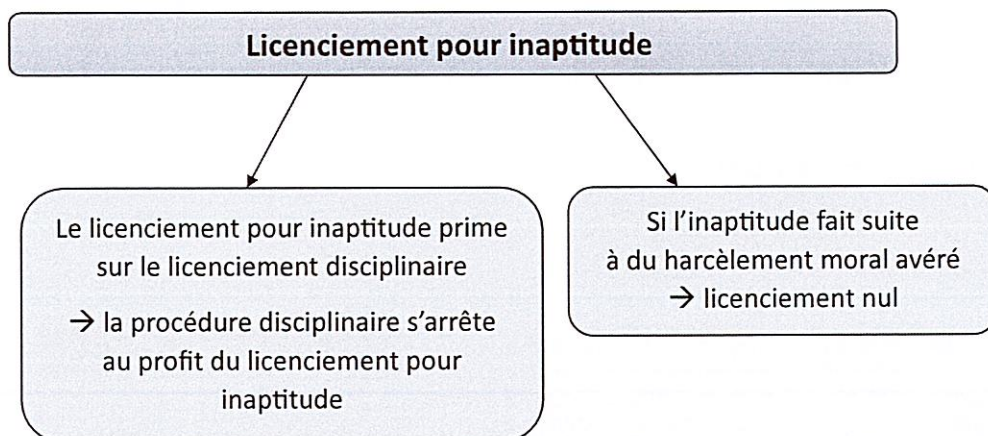 Licenciement pour inaptitude
Le licenciement pour inaptitude prime
sur le licenciement disciplinaire
→ la procédure disciplinaire s’arrête
au profit du licenciement pour
inaptitude
Si l’inaptitude fait suite
à du harcèlement moral avéré
→ licenciement nul